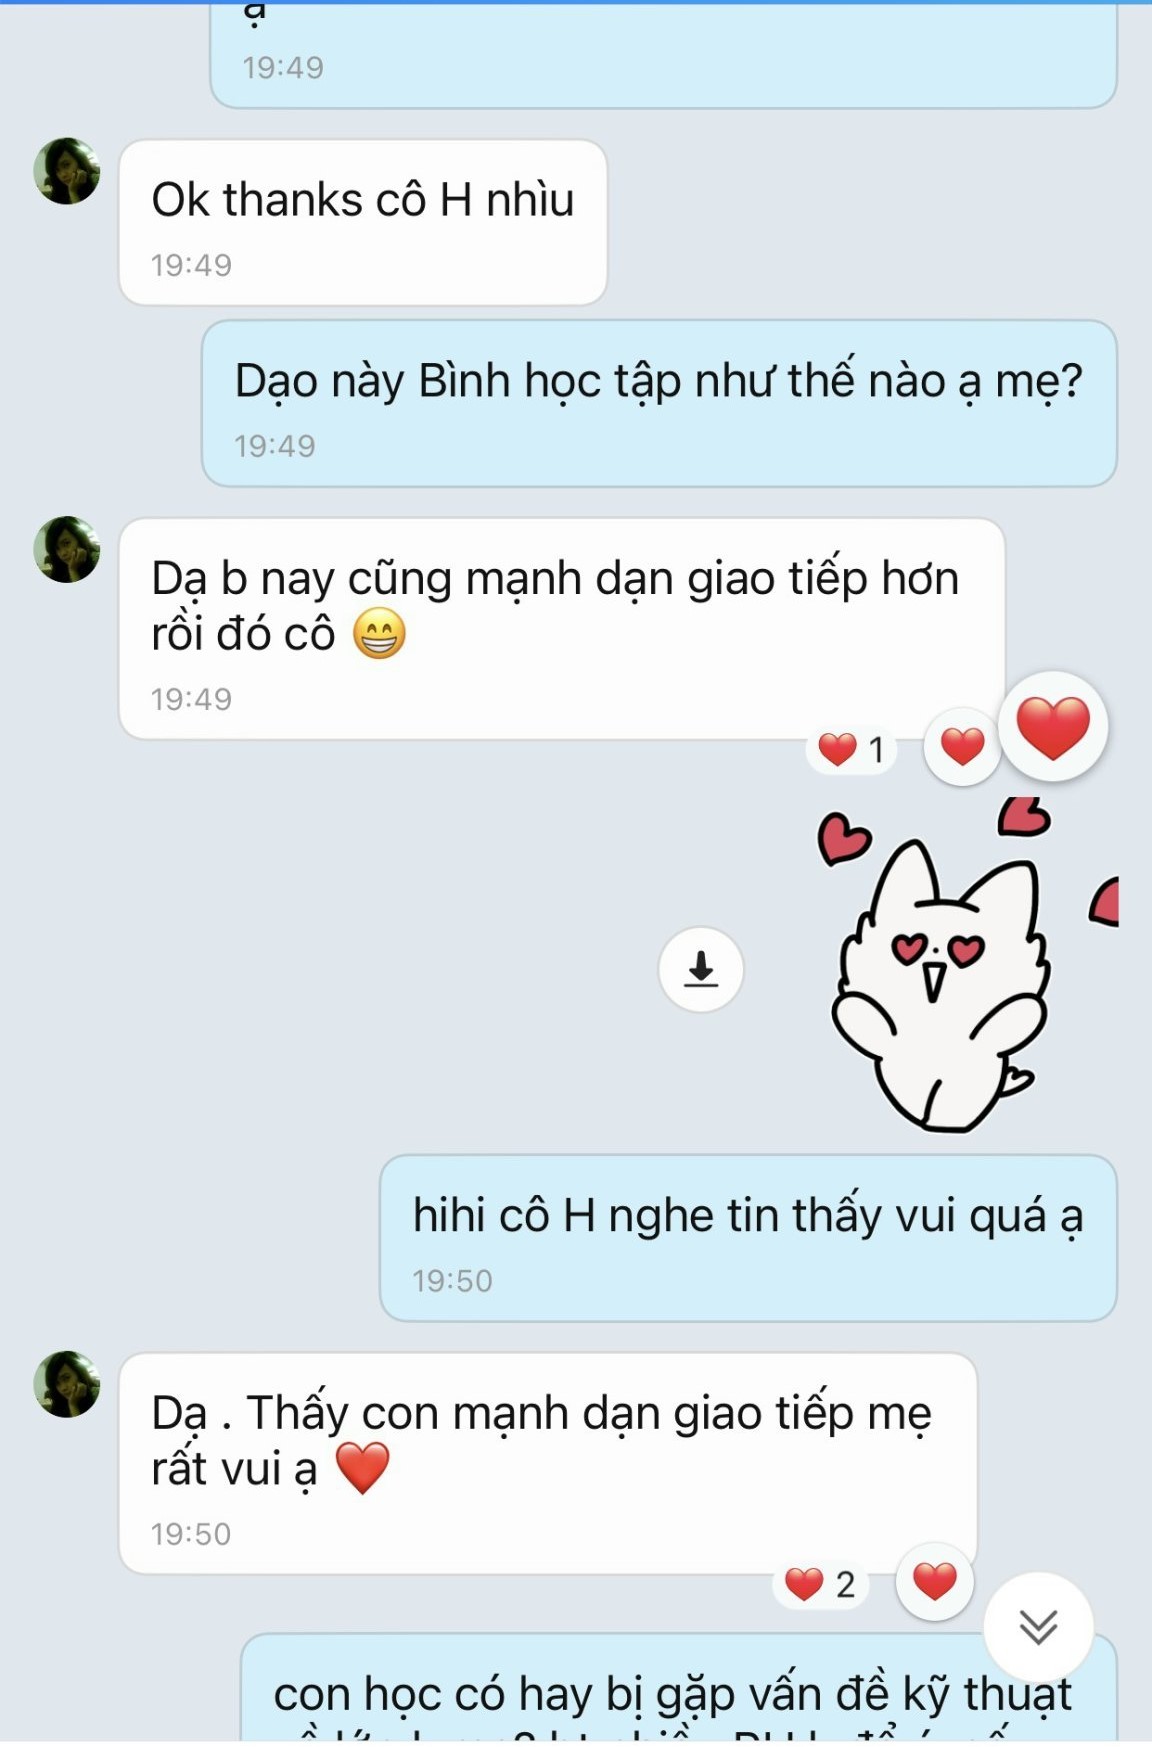 ạ
19:49
Ok thanks cô H nhìu
19:49
Dạo này Bình học tập như thế nào ạ mẹ?
19:49
Dạ b nay cũng mạnh dạn giao tiếp hơn
rồi đó cô 😁
19:49
❤️ 1
19:50
hihi cô H nghe tin thấy vui quá ạ
19:50
Dạ . Thấy con mạnh dạn giao tiếp mẹ
rất vui ạ ❤️
19:50
❤️ 2
con học có hay bị gặp vấn đề kỹ thuật